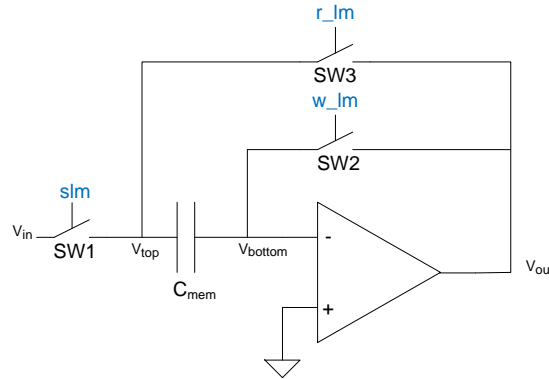 r_lm
SW3
w_lm
SW2
slm
V_in
SW1
V_top
V_bottom
C_mem
-
+
V_ou